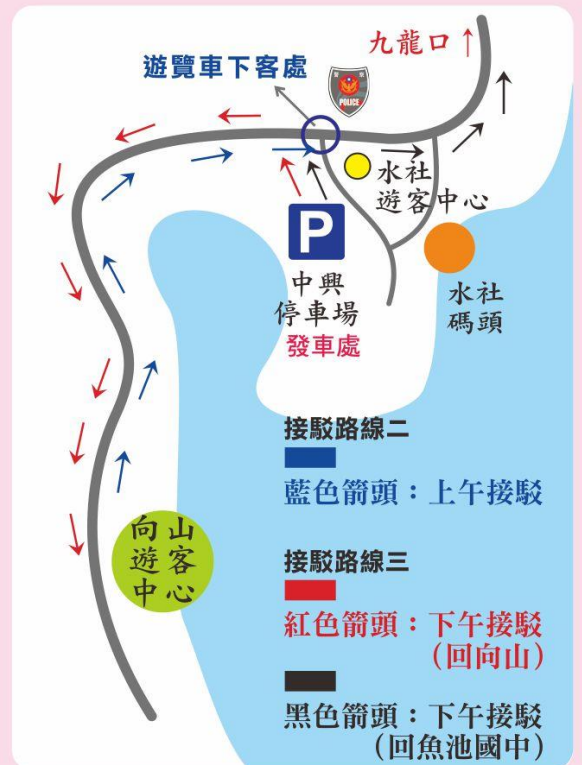 九龍口
遊覽車下客處
警 察
POLICE
水社
遊客中心
P
中興
停車場
發車處
水社
碼頭
接駁路線二
藍色箭頭：上午接駁
向山
遊客
中心
接駁路線三
紅色箭頭：下午接駁
(回向山)
黑色箭頭：下午接駁
(回魚池國中)